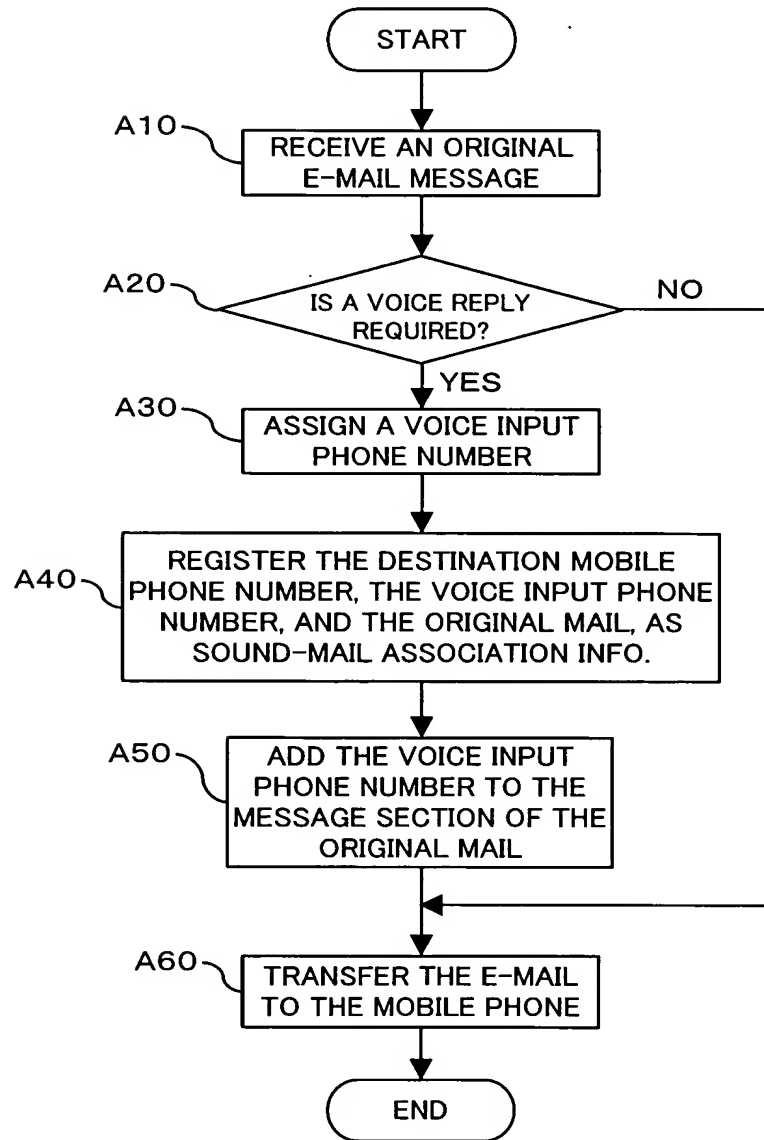 START
A10
RECEIVE AN ORIGINAL
E-MAIL MESSAGE
A20
IS A VOICE REPLY
REQUIRED?
NO
YES
A30
ASSIGN A VOICE INPUT
PHONE NUMBER
A40
REGISTER THE DESTINATION MOBILE
PHONE NUMBER, THE VOICE INPUT PHONE
NUMBER, AND THE ORIGINAL MAIL, AS
SOUND-MAIL ASSOCIATION INFO.
A50
ADD THE VOICE INPUT
PHONE NUMBER TO THE
MESSAGE SECTION OF THE
ORIGINAL MAIL
A60
TRANSFER THE E-MAIL
TO THE MOBILE PHONE
END